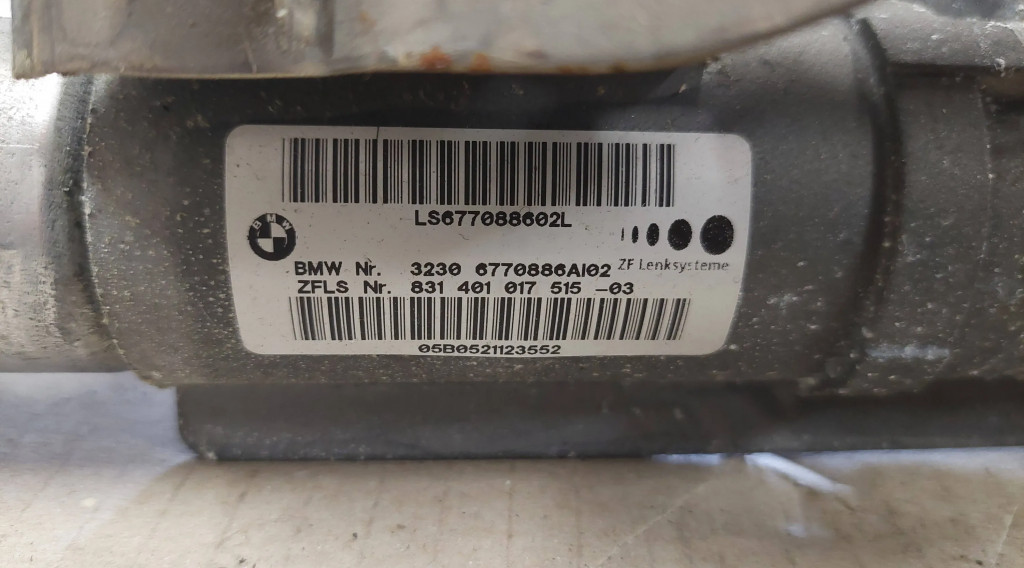 LS677088602L
BMW
BMW Nr. 3230 6770886AI02
ZF Lenksysteme
ZFLS Nr. 831 401 017 515 -03
05B0521123552